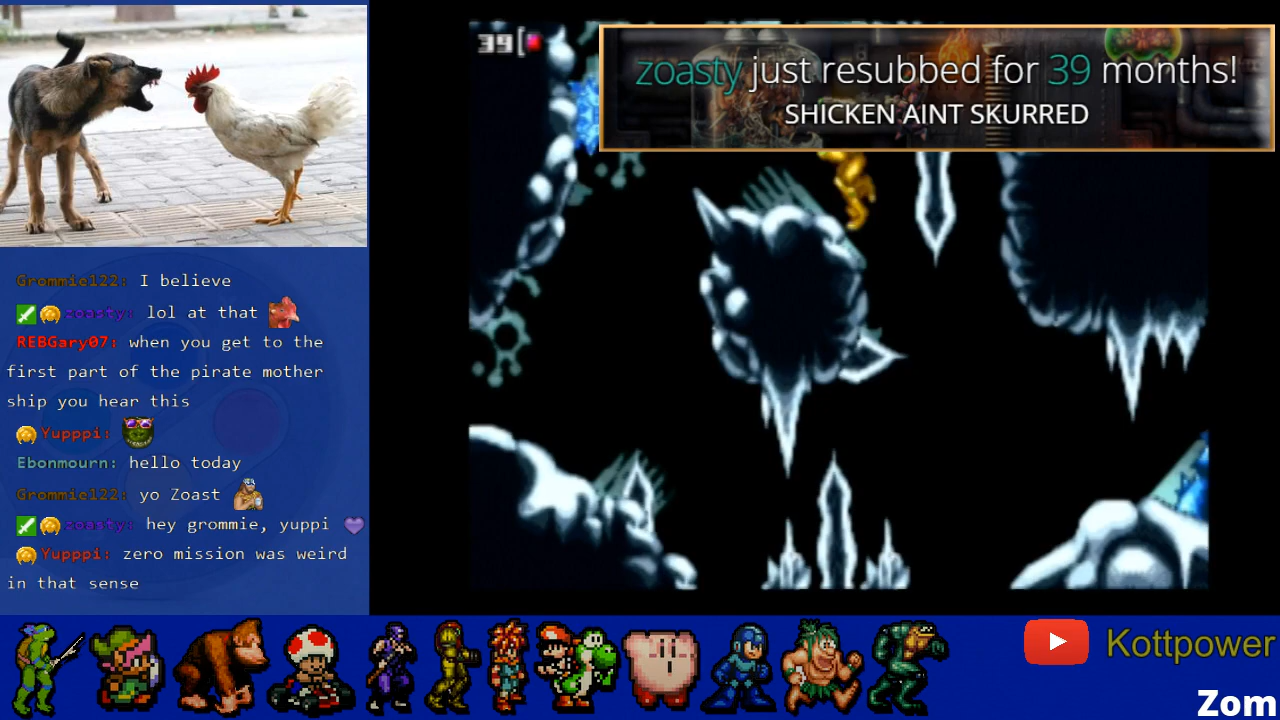 39[
zoasty just resubbed for 39 months!
SHICKEN AINT SKURRED
Grommie122: I believe
zoasty: lol at that
REBGary07: when you get to the
first part of the pirate mother
ship you hear this
Yupppi:
Ebonmourn: hello today
Grommie122: yo Zoast
zoasty: hey grommie, yuppi
Yupppi: zero mission was weird
in that sense
Kottpower
Zom